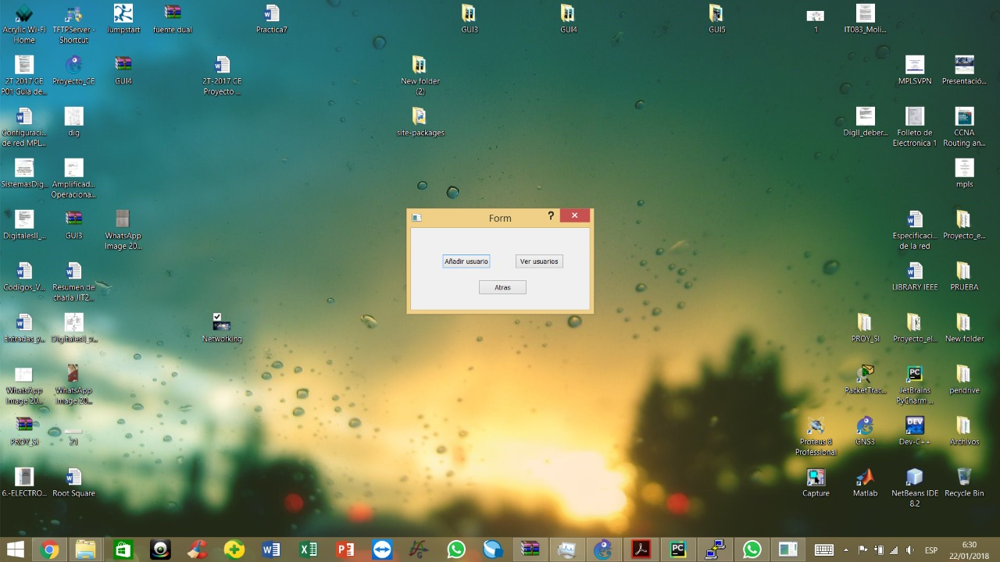 Acrylic Wi-Fi
Home
TFTPServer -
Shortcut
Jumpstart
fuente dual
Practica7
GUI3
GUI4
GUI5
1
IT083_Moli...
2T 2017 CE
P01 Guia de...
Proyecto_CE
GUI4
2T-2017 CE
Proyecto ...
New folder
(2)
MPLSVPN
Presentacio...
Configuraci...
de red MPL...
dig
site-packages
DigII_deber...
Folleto de
Electronica 1
CCNA
Routing an...
SistemasDig...
Amplificad...
Operaciona...
mpls
DigitalesII_...
GUI3
WhatsApp
Image 20...
Form
?
Añadir usuario
Ver usuarios
Atras
Especificaci...
de la red
Proyecto_e...
Codigos_V...
Resumen de
cnaria JIT2...
LIBRARY IEEE
PRUEBA
Entradas_y...
DigitalesII_v...
Networking
PROY_SI
Proyecto_el...
New folder
WhatsApp
Image 20...
WhatsApp
Image 20...
PacketTrac...
JetBrains
PyCharm ...
pendrive
PROY_SI
21
Proteus 8
Professional
GNS3
Dev-C++
Archivos
6.-ELECTRO...
Root Square
Capture
Matlab
NetBeans IDE
8.2
Recycle Bin
ESP
6:30
22/01/2018